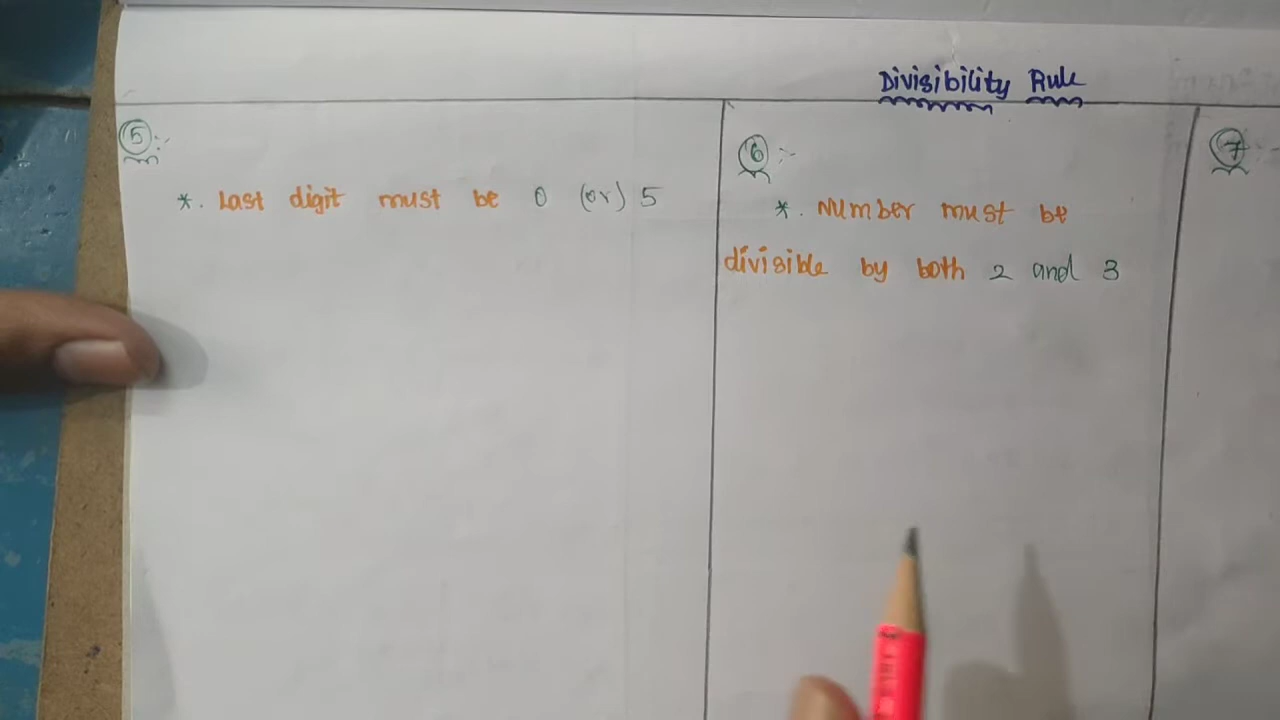 Divisibility Rule
5 :-
*. Last digit must be 0 (or) 5
6 :-
*. Number must be
divisible by both 2 and 3
7 :-